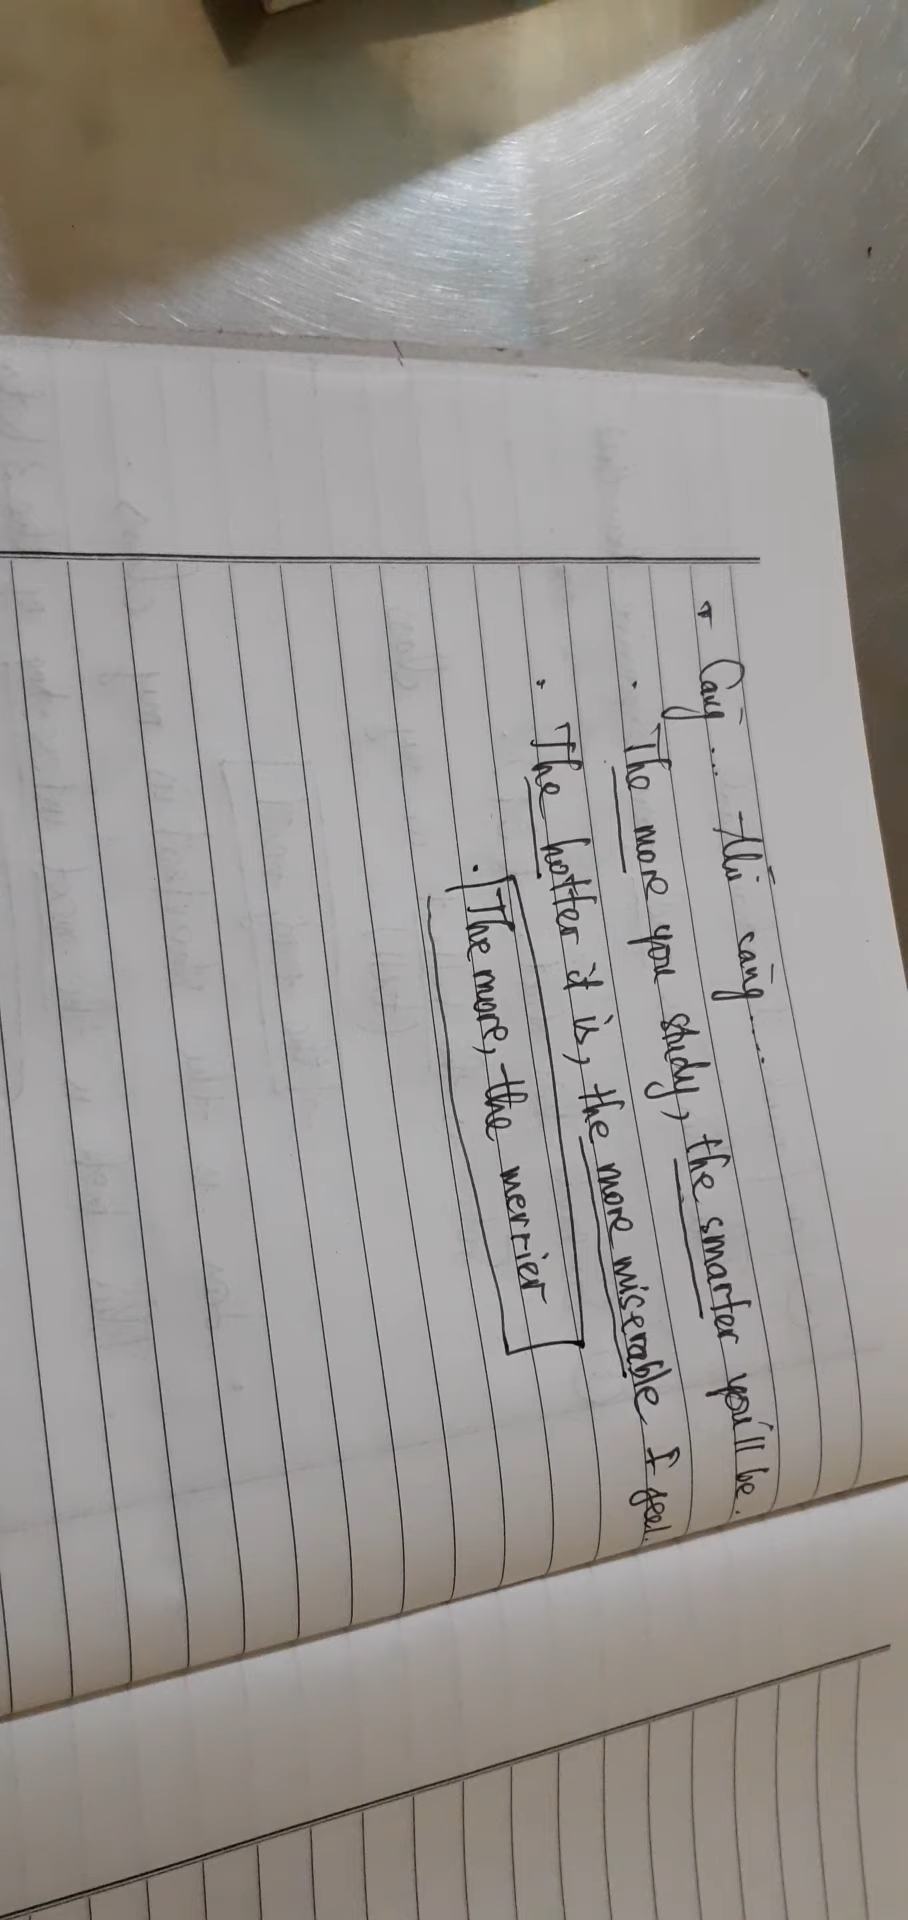 + Càng ... thì càng ....
. The more you study, the smarter you'll be.
. The hotter it is, the more miserable I feel.
. The more, the merrier